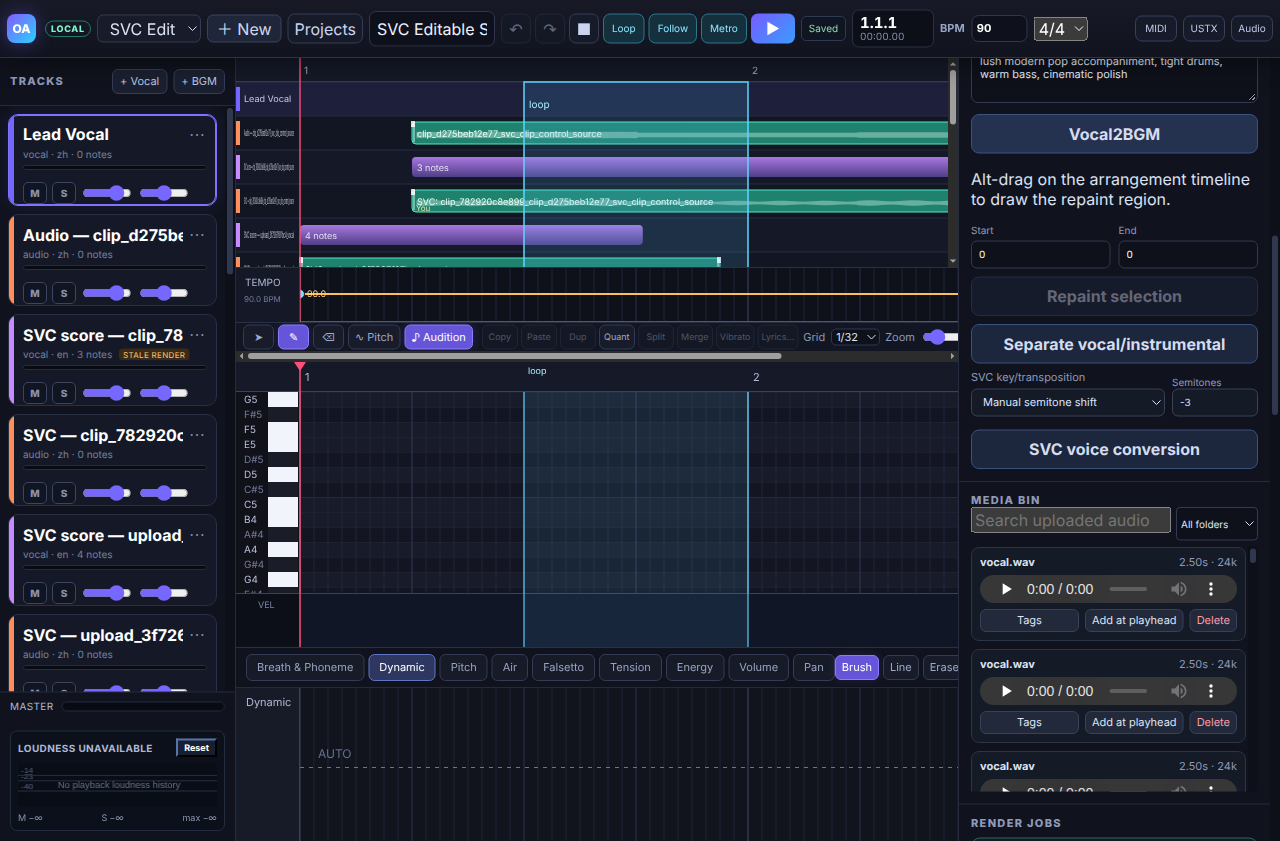 OA LOCAL SVC Edit + New Projects SVC Editable S Loop Follow Metro Saved 1.1.1 BPM 90 4/4 MIDI USTX Audio
00:00.00
TRACKS + Vocal + BGM
Lead Vocal ...
vocal · zh · 0 notes
M S
Audio — clip_d275be ...
audio · zh · 0 notes
M S
SVC score — clip_78 ...
vocal · en · 3 notes STALE RENDER
M S
SVC — clip_782920c ...
audio · zh · 0 notes
M S
SVC score — upload_ ...
vocal · en · 4 notes
M S
SVC — upload_3f726 ...
audio · zh · 0 notes
M S
MASTER
LOUDNESS UNAVAILABLE Reset
-14
-23
-40
No playback loudness history
M -∞ S -∞ max -∞
1 2
Lead Vocal
loop
clip_d275beb12e77_svc_clip_control_source
3 notes
SVC: clip_782920c8e899_clip_d275beb12e77_svc_clip_control_source
You
4 notes
TEMPO
90.0 BPM
90.0
Pitch Audition Copy Paste Dup Quant Split Merge Vibrato Lyrics... Grid 1/32 Zoom
1 loop 2
G5
F#5
F5
E5
D#5
D5
C#5
C5
B4
A#4
A4
G#4
G4
F#4
VEL
Breath & Phoneme Dynamic Pitch Air Falsetto Tension Energy Volume Pan Brush Line Erase
Dynamic
AUTO
lush modern pop accompaniment, tight drums,
warm bass, cinematic polish
Vocal2BGM
Alt-drag on the arrangement timeline
to draw the repaint region.
Start End
0 0
Repaint selection
Separate vocal/instrumental
SVC key/transposition Semitones
Manual semitone shift -3
SVC voice conversion
MEDIA BIN
Search uploaded audio All folders
vocal.wav 2.50s · 24k
0:00 / 0:00
Tags Add at playhead Delete
vocal.wav 2.50s · 24k
0:00 / 0:00
Tags Add at playhead Delete
vocal.wav 2.50s · 24k
0:00 / 0:00
RENDER JOBS